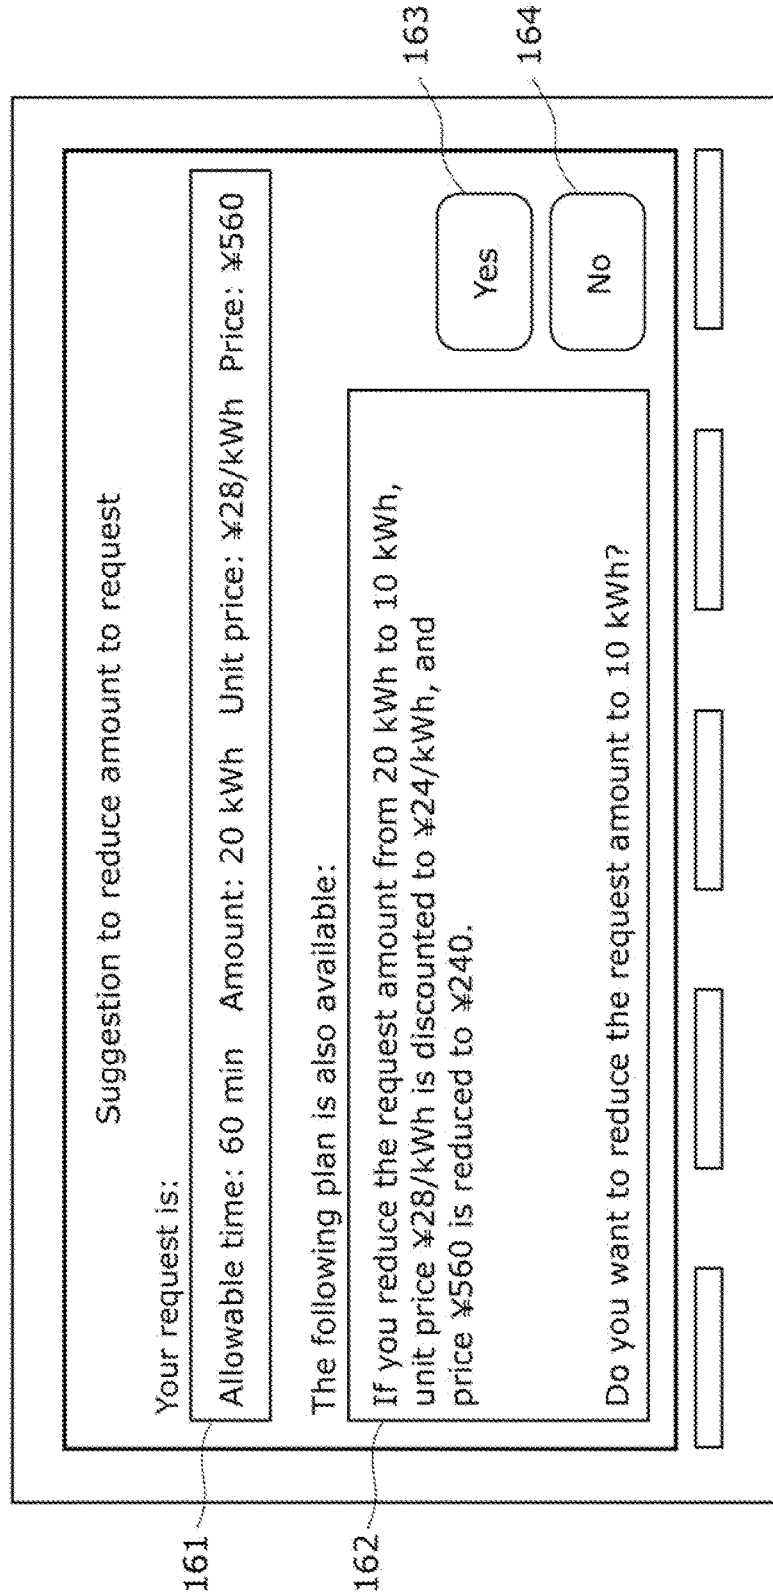 Suggestion to reduce amount to request
Your request is:
Allowable time: 60 min Amount: 20 kWh Unit price: ¥28/kWh Price: ¥560
The following plan is also available:
If you reduce the request amount from 20 kWh to 10 kWh,
unit price ¥28/kWh is discounted to ¥24/kWh, and
price ¥560 is reduced to ¥240.
Do you want to reduce the request amount to 10 kWh?
Yes
No
161
162
163
164